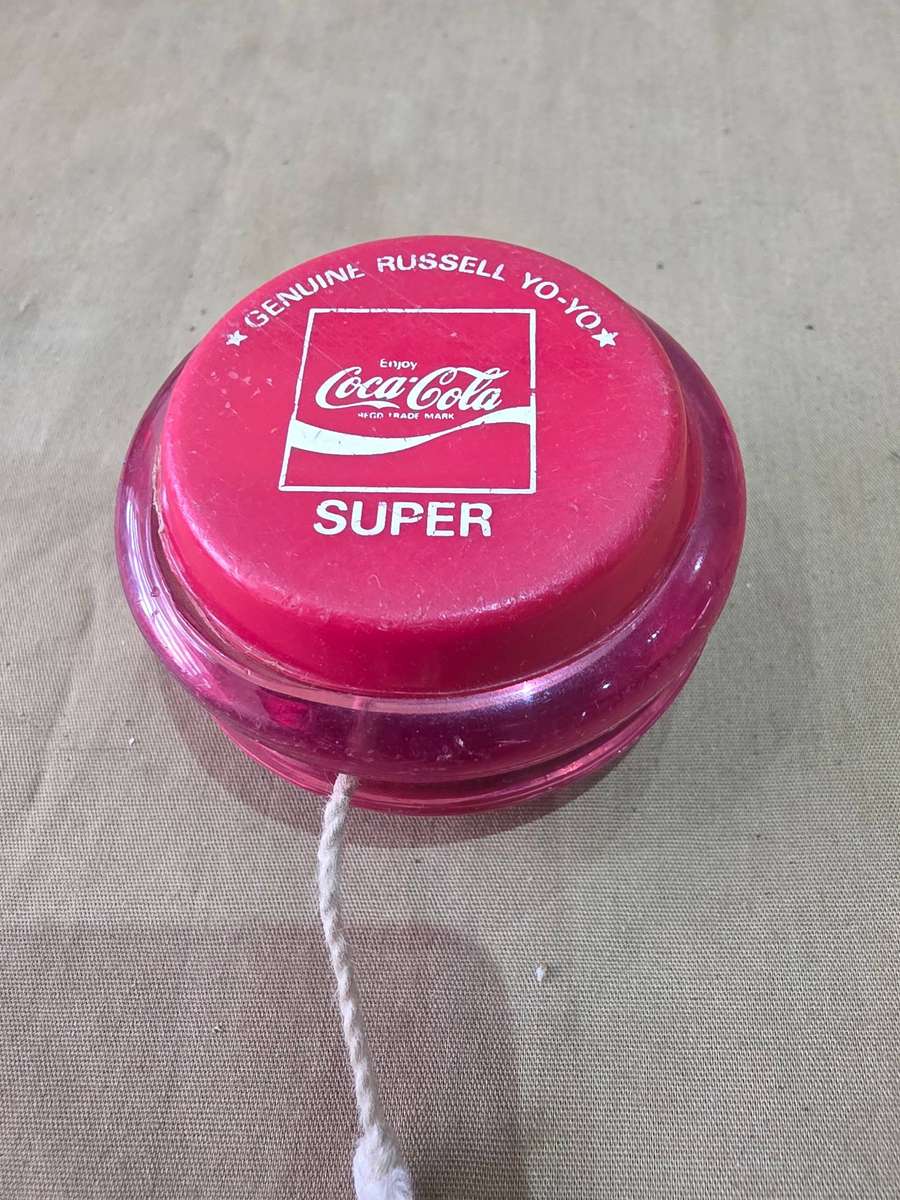 ★ GENUINE RUSSELL YO-YO ★
Enjoy
Coca-Cola
REGD TRADE MARK
SUPER